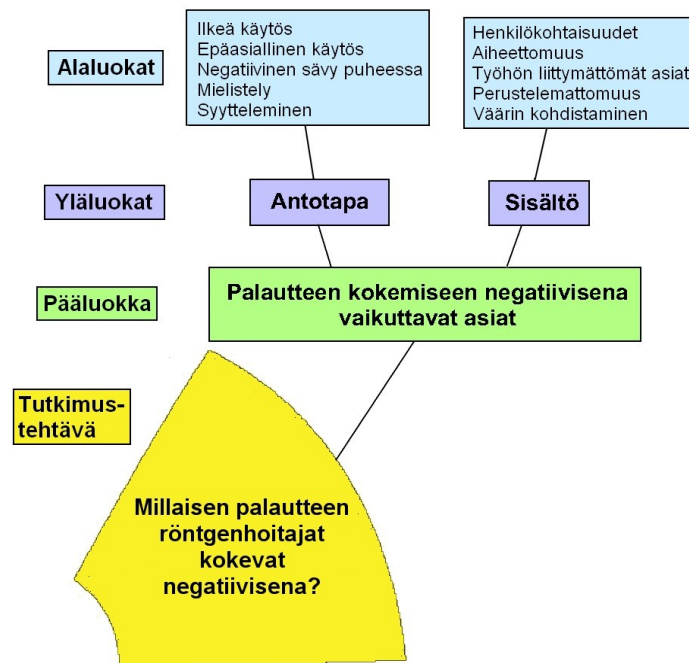 Alaluokat
Ilkeä käytös
Epäasiallinen käytös
Negatiivinen sävy puheessa
Mielistely
Syytteleminen
Henkilökohtaisuudet
Aiheettomuus
Työhön liittymättömät asiat
Perustelemattomuus
Väärin kohdistaminen
Yläluokat
Antotapa
Sisältö
Pääluokka
Palautteen kokemiseen negatiivisena
vaikuttavat asiat
Tutkimus-
tehtävä
Millaisen palautteen
röntgenhoitajat
kokevat
negatiivisena?